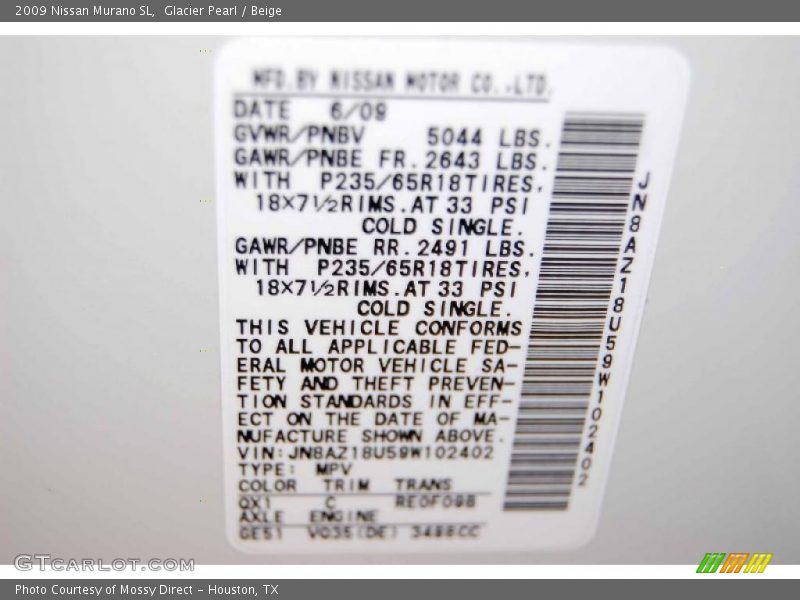 2009 Nissan Murano SL,  Glacier Pearl / Beige
MFD.BY NISSAN MOTOR CO.,LTD.
DATE 6/09
GVWR/PNBV 5044 LBS.
GAWR/PNBE FR.2643 LBS.
WITH P235/65R18TIRES.
18×7½RIMS.AT 33 PSI
COLD SINGLE.
GAWR/PNBE RR.2491 LBS.
WITH P235/65R18TIRES,
18×7½RIMS.AT 33 PSI
COLD SINGLE.
THIS VEHICLE CONFORMS
TO ALL APPLICABLE FED-
ERAL MOTOR VEHICLE SA-
FETY AND THEFT PREVEN-
TION STANDARDS IN EFF-
ECT ON THE DATE OF MA-
NUFACTURE SHOWN ABOVE.
VIN:JN8AZ18U59W102402
TYPE: MPV
COLOR TRIM TRANS
QX1 C RE0F09B
AXLE ENGINE
GE51 VQ35(DE) 3498CC
JN8AZ18U59W102402
GTcarlot.com
Photo Courtesy of Mossy Direct - Houston, TX